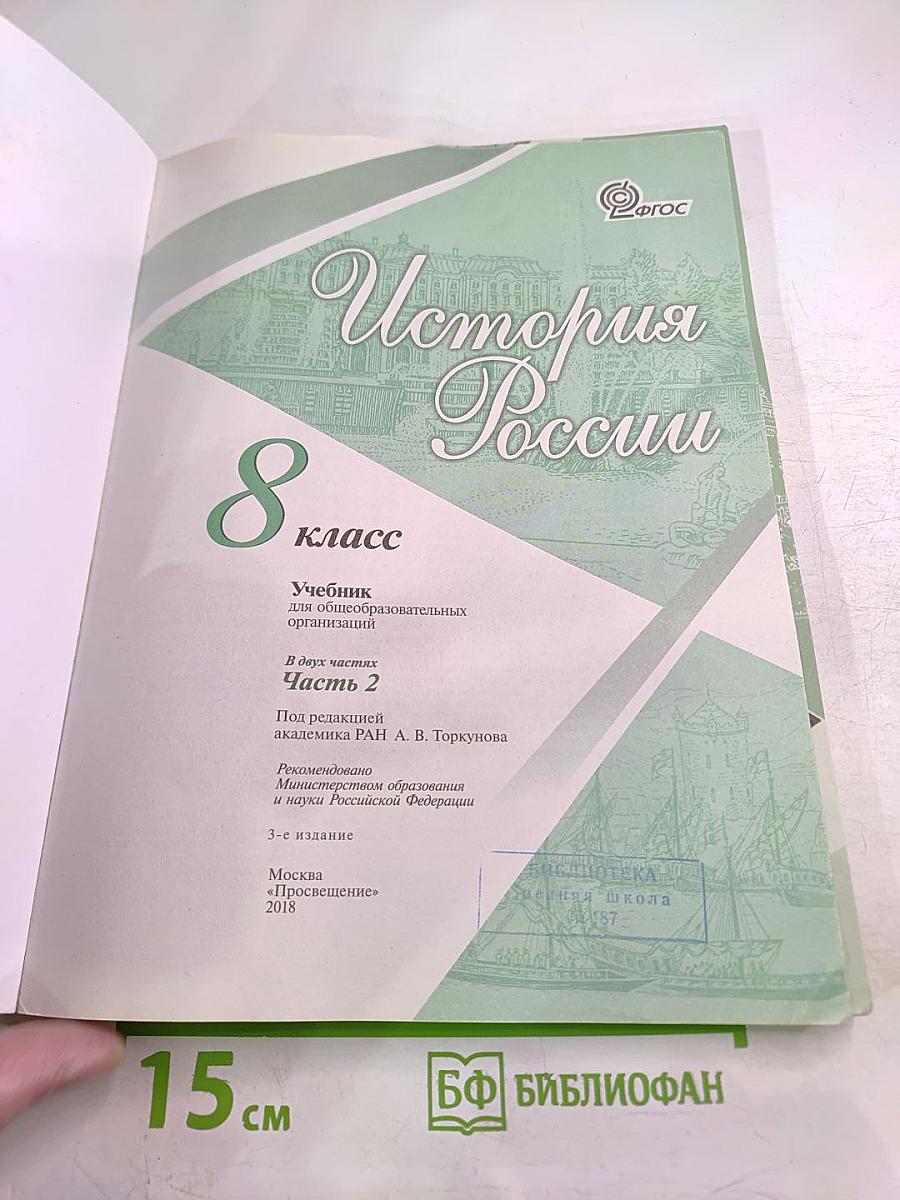 ФГОС
История
России
8 класс
Учебник
для общеобразовательных
организаций
В двух частях
Часть 2
Под редакцией
академика РАН А. В. Торкунова
Рекомендовано
Министерством образования
и науки Российской Федерации
3-е издание
Москва
«Просвещение»
2018
БИБЛИОТЕКА
школа
87
15 см
БФ БИБЛИОФАН